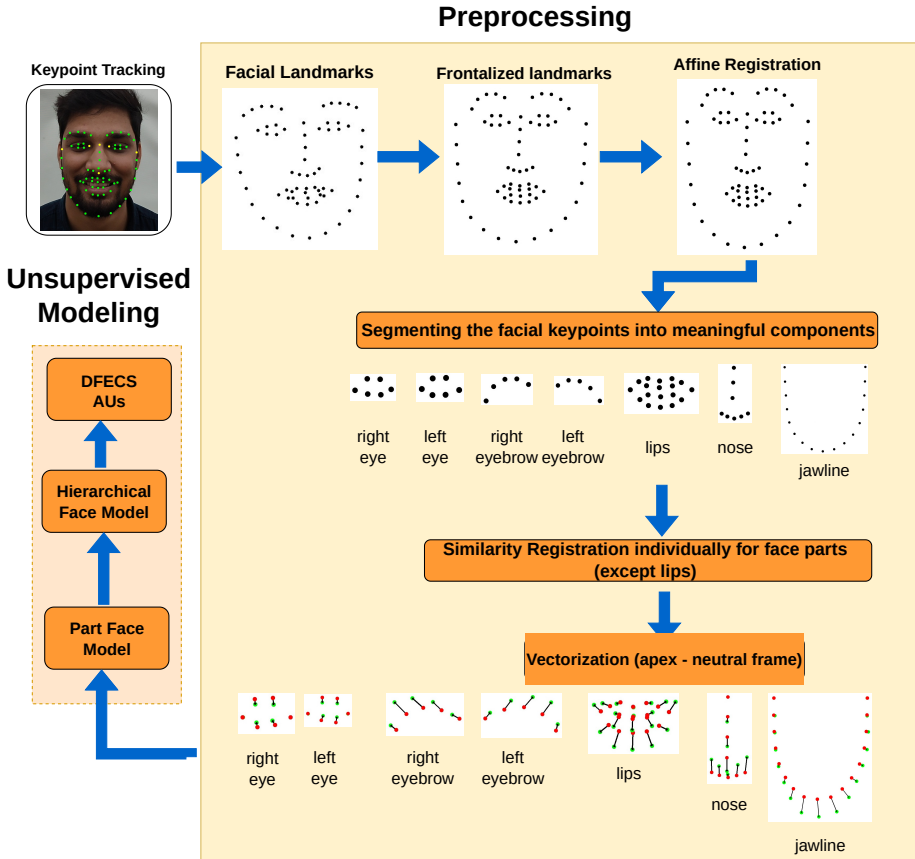 Preprocessing
Keypoint Tracking
Facial Landmarks
Frontalized landmarks
Affine Registration
Segmenting the facial keypoints into meaningful components
right
eye
left
eye
right
eyebrow
left
eyebrow
lips
nose
jawline
Similarity Registration individually for face parts
(except lips)
Vectorization (apex - neutral frame)
right
eye
left
eye
right
eyebrow
left
eyebrow
lips
nose
jawline
Unsupervised
Modeling
DFECS
AUs
Hierarchical
Face Model
Part Face
Model